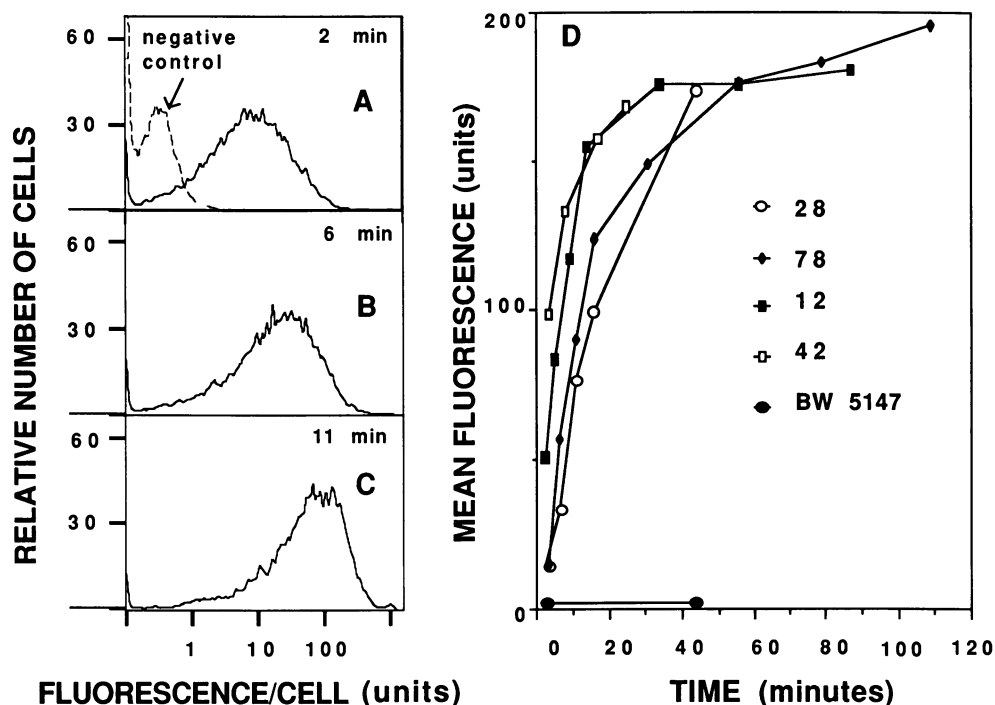 RELATIVE NUMBER OF CELLS
60
30
negative
control
2 min
A
60
30
6 min
B
60
30
11 min
C
1 10 100
FLUORESCENCE/CELL (units)
MEAN FLUORESCENCE (units)
200
100
0
D
28
78
12
42
BW 5147
0 20 40 60 80 100 120
TIME (minutes)